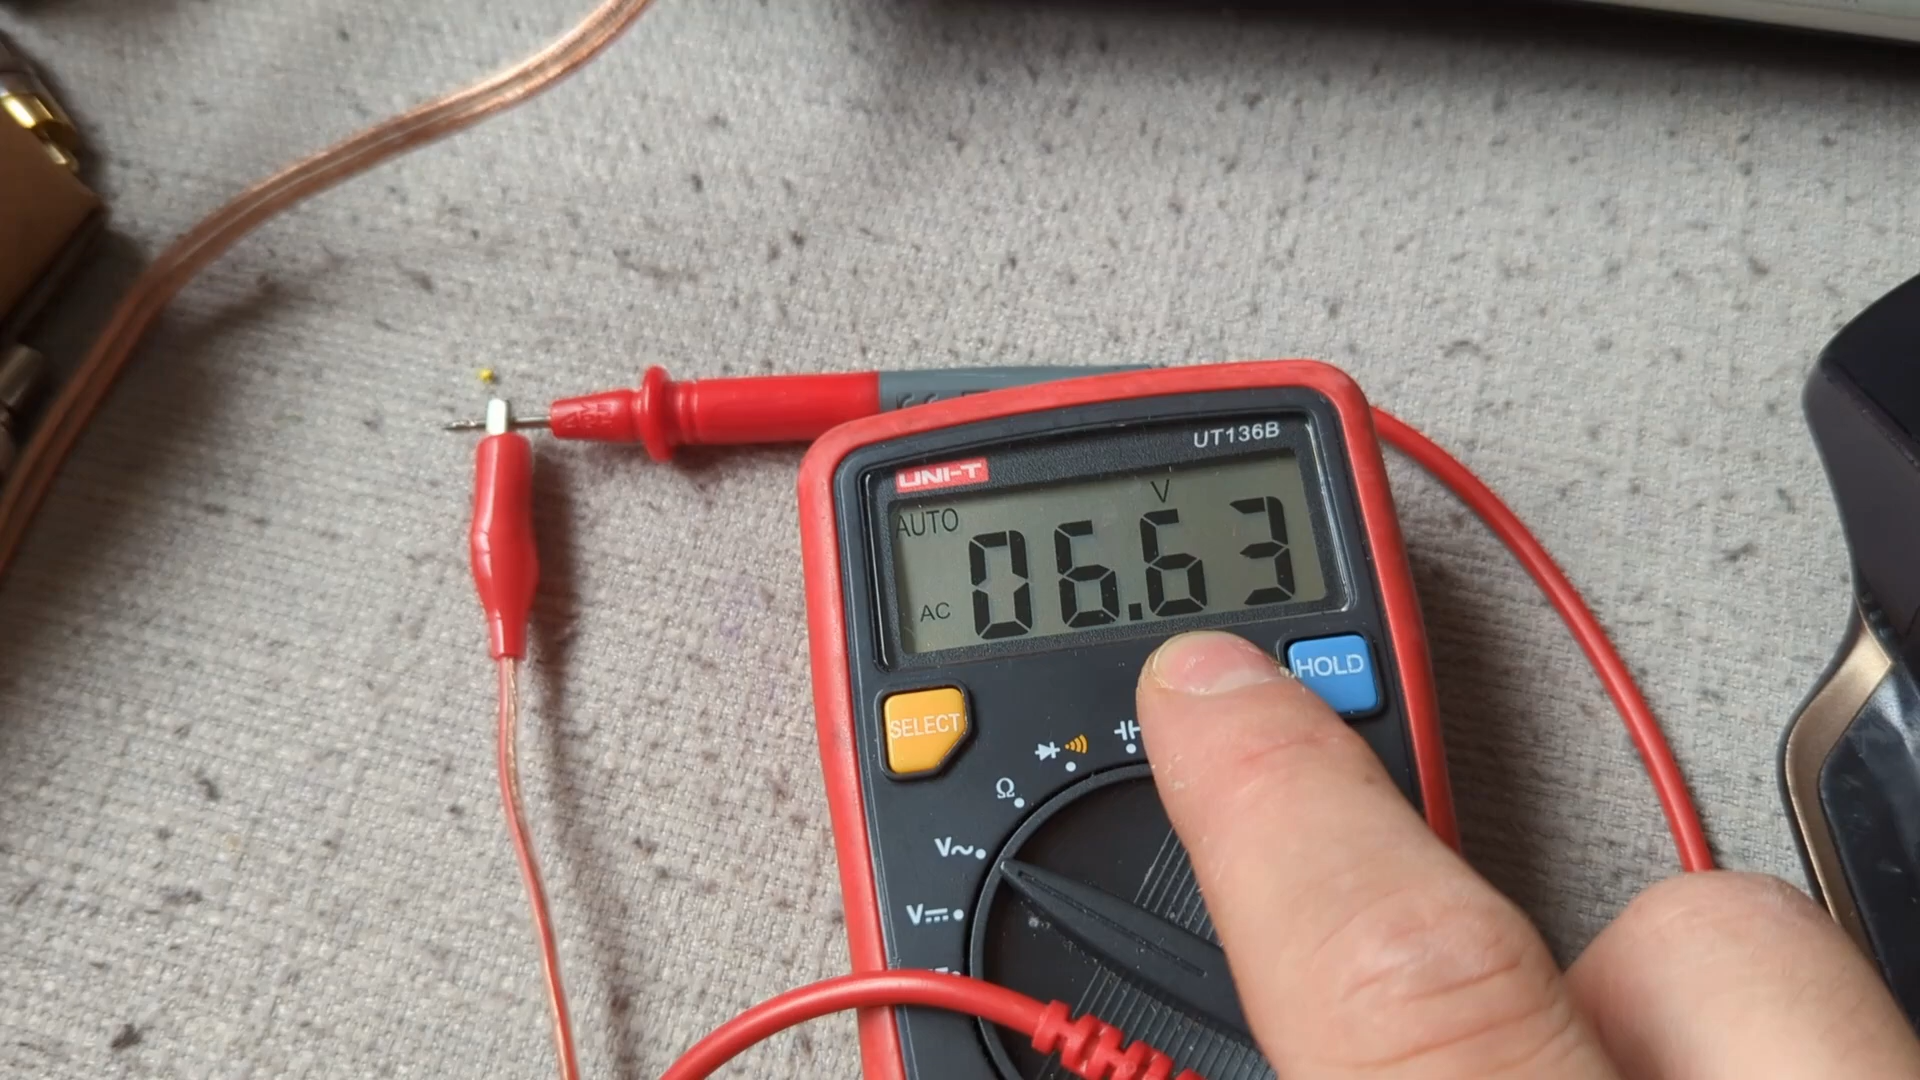 UT136B
UNI-T
V
AUTO
06.63
AC
HOLD
SELECT
Ω
V~
V